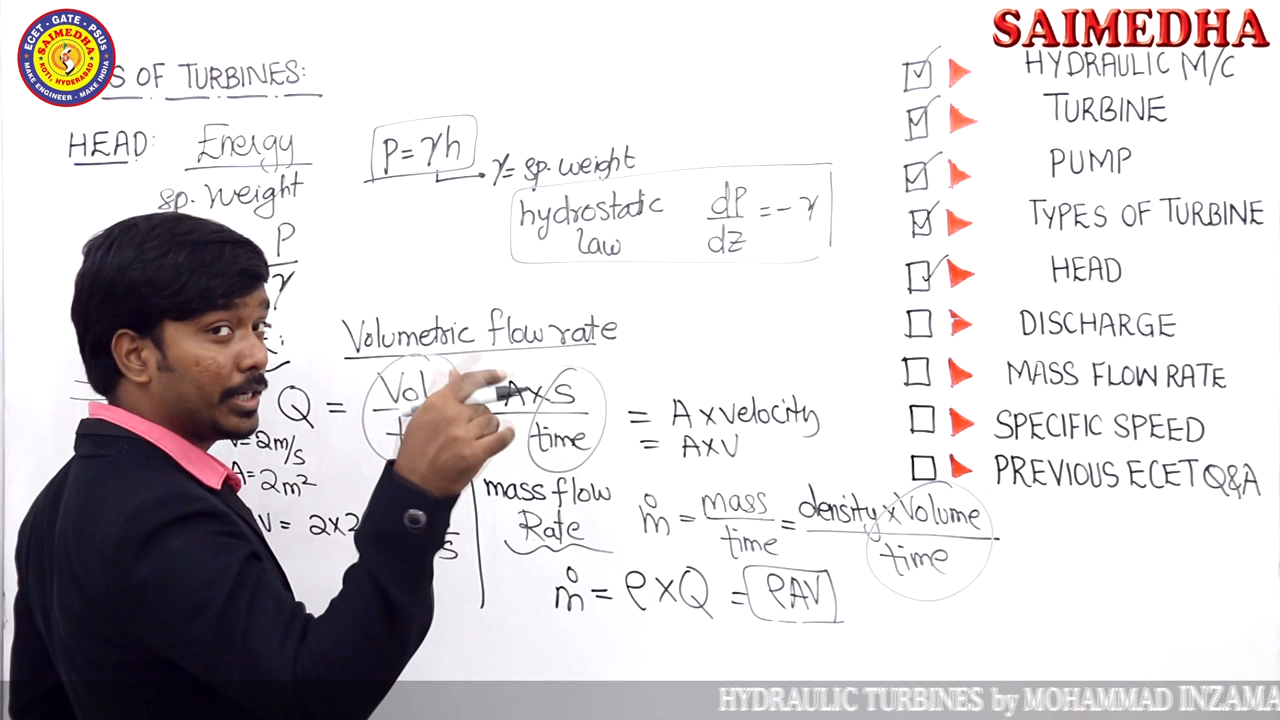 ECET - GATE - PSUs
SAIMEDHA
KOTI, HYDERABAD
MAKE ENGINEER - MAKE INDIA
S OF TURBINES:
HEAD: Energy
sp. weight
P
γ
P = γh
γ = sp. weight
hydrostatic law dP/dz = -γ
Volumetric flow rate
Q = Vol A x S
time
= A x velocity
= A x V
= 2m/s
A = 2m²
V = 2x2
S
mass flow
Rate
ṁ = mass/time = density x Volume/time
ṁ = ρ x Q = ρAV
SAIMEDHA
HYDRAULIC M/C
TURBINE
PUMP
TYPES OF TURBINE
HEAD
DISCHARGE
MASS FLOW RATE
SPECIFIC SPEED
PREVIOUS ECET Q&A
HYDRAULIC TURBINES by MOHAMMAD INZAMA